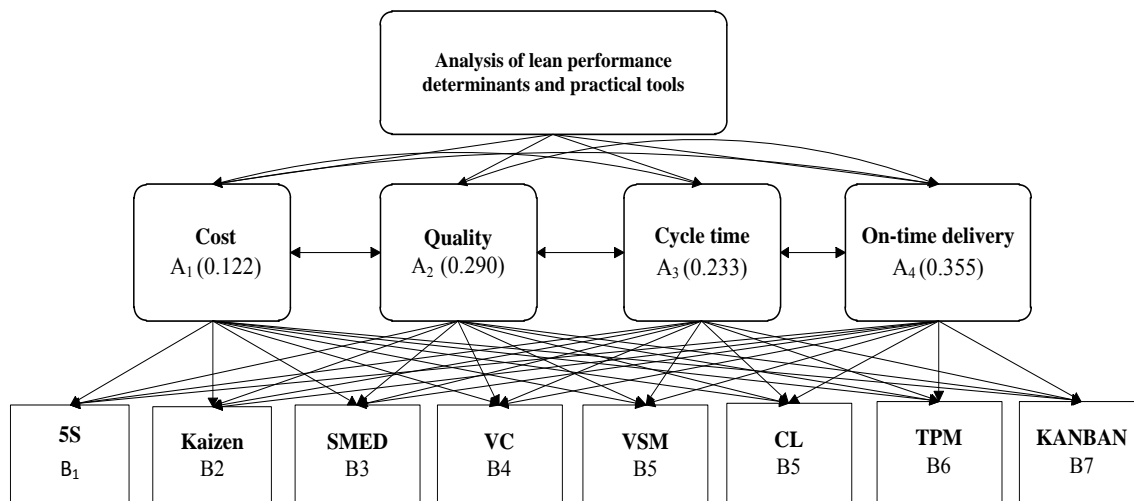 Analysis of lean performance
determinants and practical tools
Cost
A₁ (0.122)
Quality
A₂ (0.290)
Cycle time
A₃ (0.233)
On-time delivery
A₄ (0.355)
5S
B₁
Kaizen
B2
SMED
B3
VC
B4
VSM
B5
CL
B5
TPM
B6
KANBAN
B7